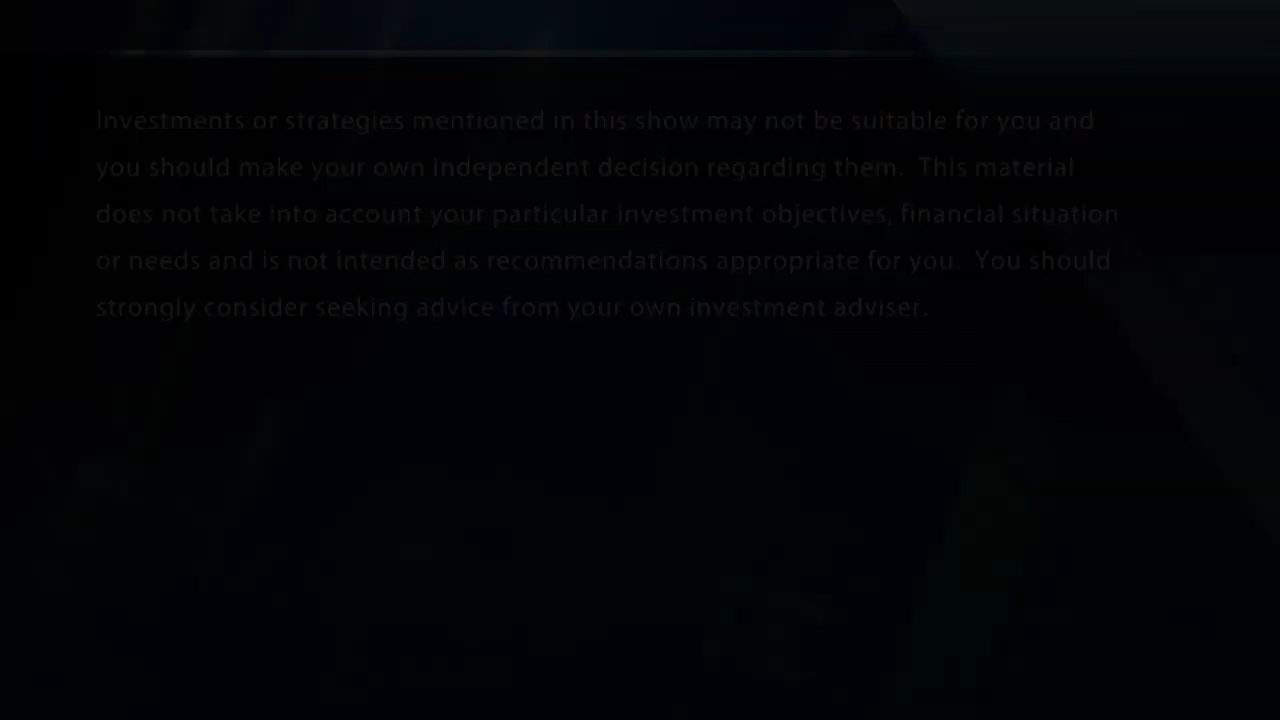 Investments or strategies mentioned in this show may not be suitable for you and
you should make your own independent decision regarding them.  This material
does not take into account your particular investment objectives, financial situation
or needs and is not intended as recommendations appropriate for you.  You should
strongly consider seeking advice from your own investment adviser.